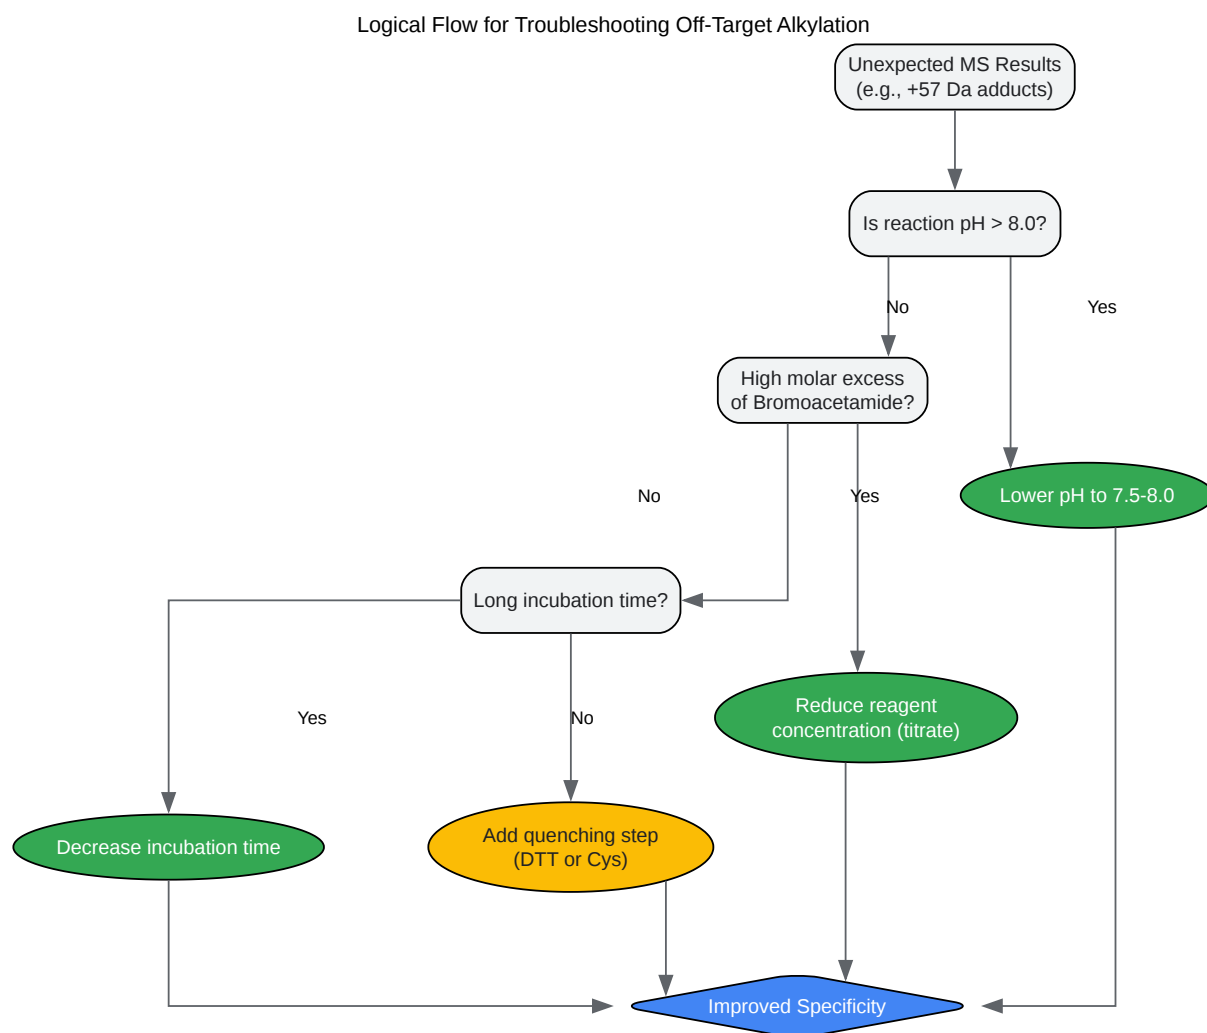 Logical Flow for Troubleshooting Off-Target Alkylation
Unexpected MS Results
(e.g., +57 Da adducts)
Is reaction pH > 8.0?
No
Yes
High molar excess
of Bromoacetamide?
No
Yes
Lower pH to 7.5-8.0
Long incubation time?
Yes
No
Reduce reagent
concentration (titrate)
Decrease incubation time
Add quenching step
(DTT or Cys)
Improved Specificity